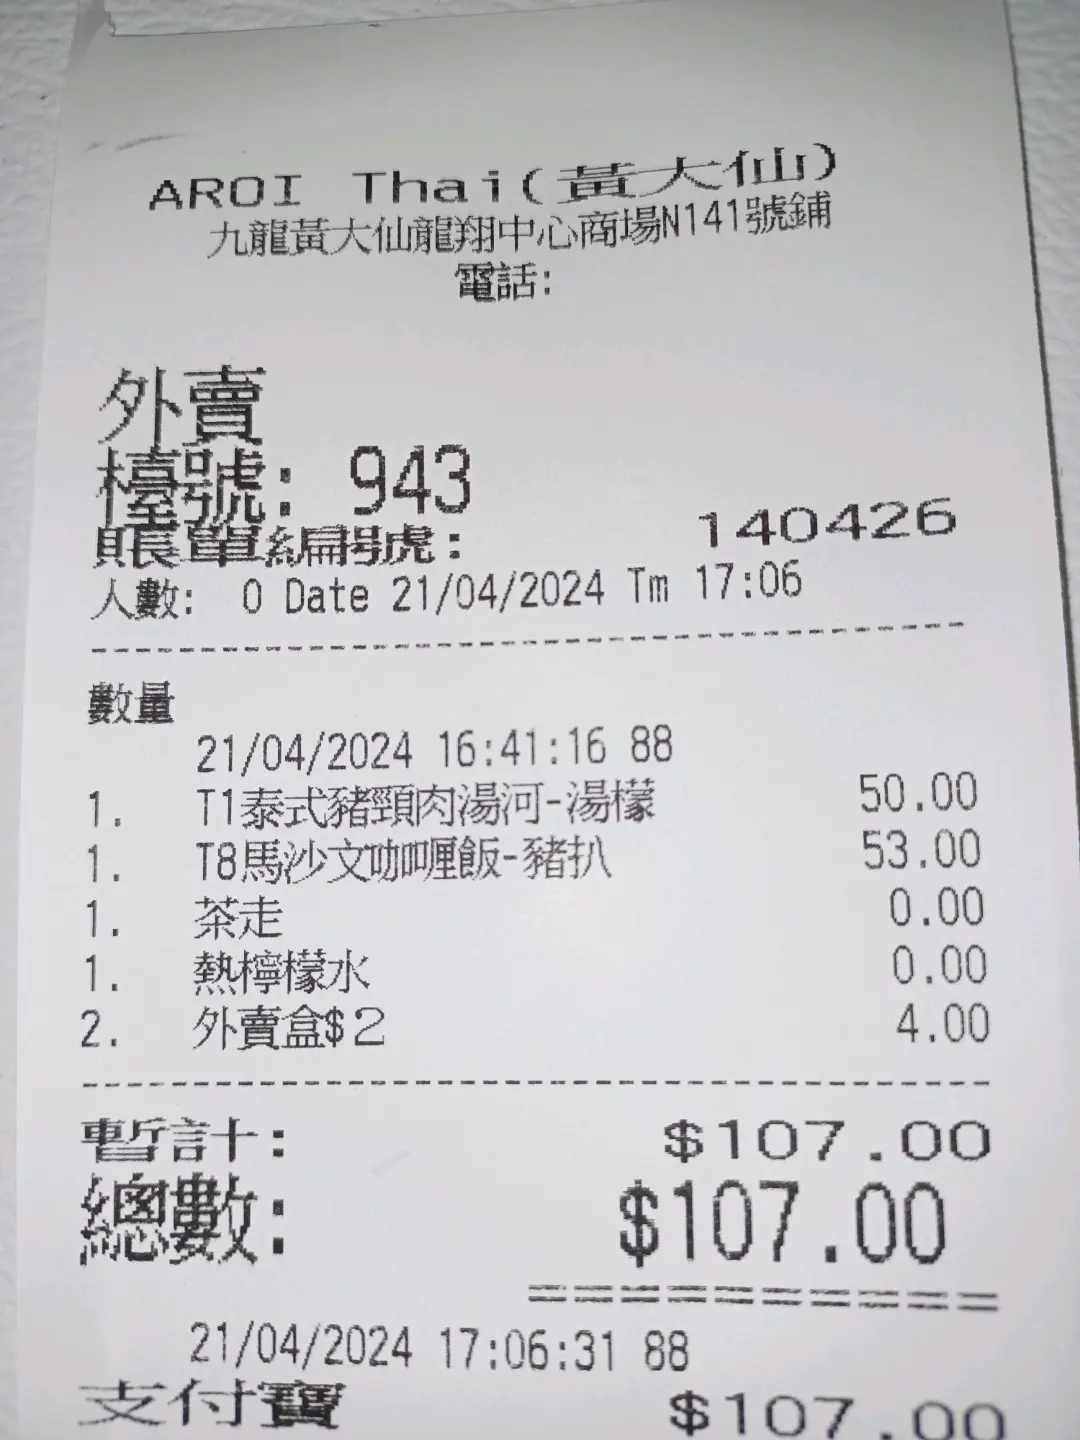 AROI Thai(黃大仙)
九龍黃大仙龍翔中心商場N141號鋪
電話:
外賣
檯號: 943
賬單編號: 140426
人數: 0 Date 21/04/2024 Tm 17:06
數量
21/04/2024 16:41:16 88
1. T1泰式豬頸肉湯河-湯檬 50.00
1. T8馬沙文咖喱飯-豬扒 53.00
1. 茶走 0.00
1. 熱檸檬水 0.00
2. 外賣盒$2 4.00
暫計: $107.00
總數: $107.00
21/04/2024 17:06:31 88
支付寶 $107.00